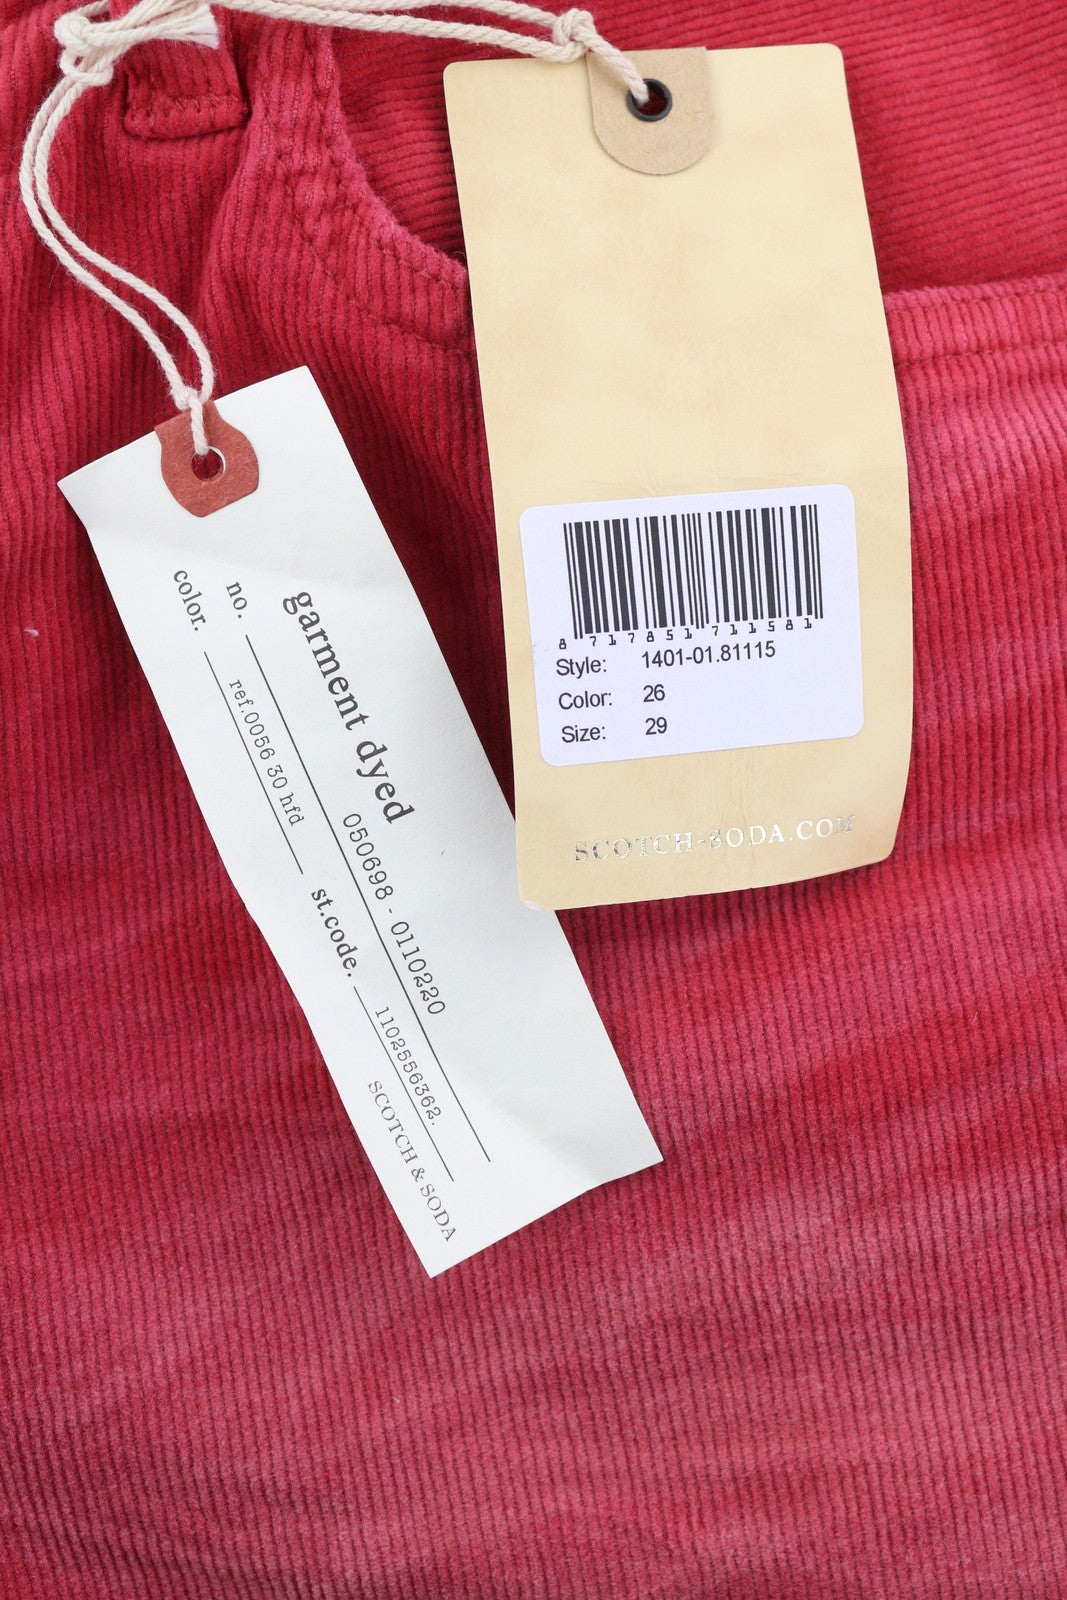 8 717851 711581
Style: 1401-01.81115
Color: 26
Size: 29
SCOTCH-SODA.COM
garment dyed
no. 050698 - 0110220
color. ref.0056 30 hfd
st.code. 1102556362.
SCOTCH & SODA